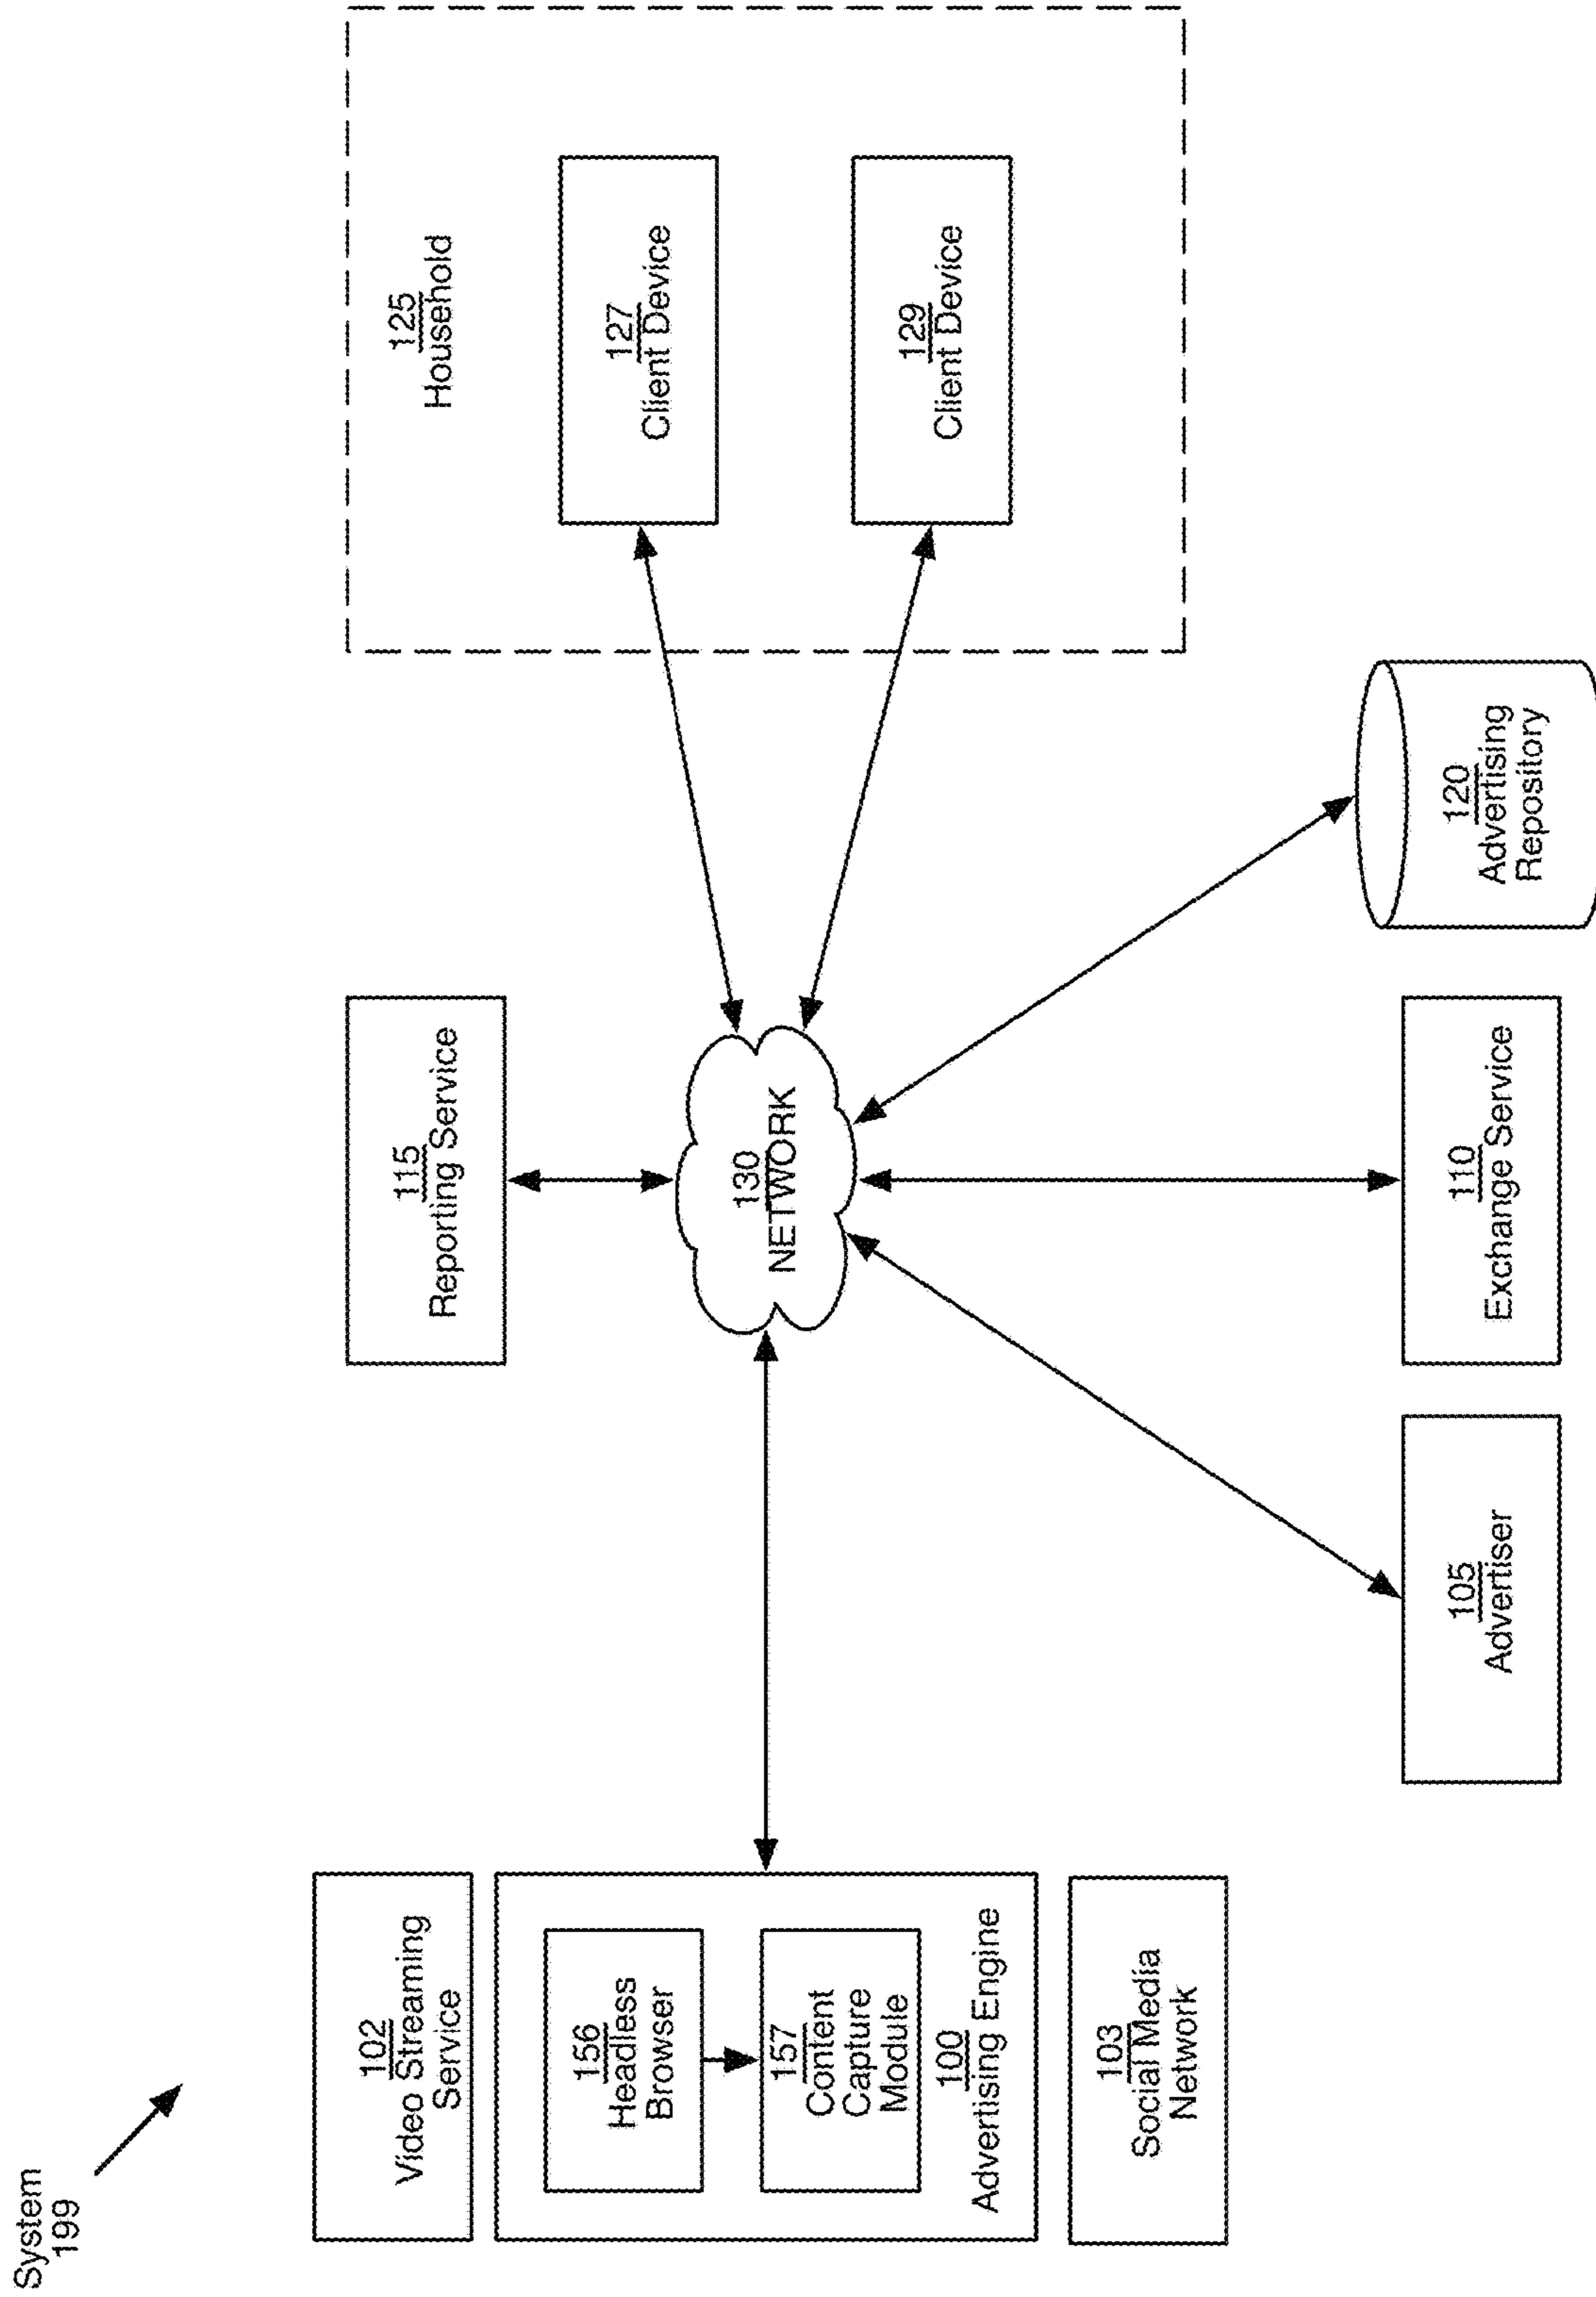 System
199
102
Video Streaming
Service
156
Headless
Browser
157
Content
Capture
Module
100
Advertising Engine
103
Social Media
Network
115
Reporting Service
130
NETWORK
105
Advertiser
110
Exchange Service
120
Advertising
Repository
125
Household
127
Client Device
129
Client Device